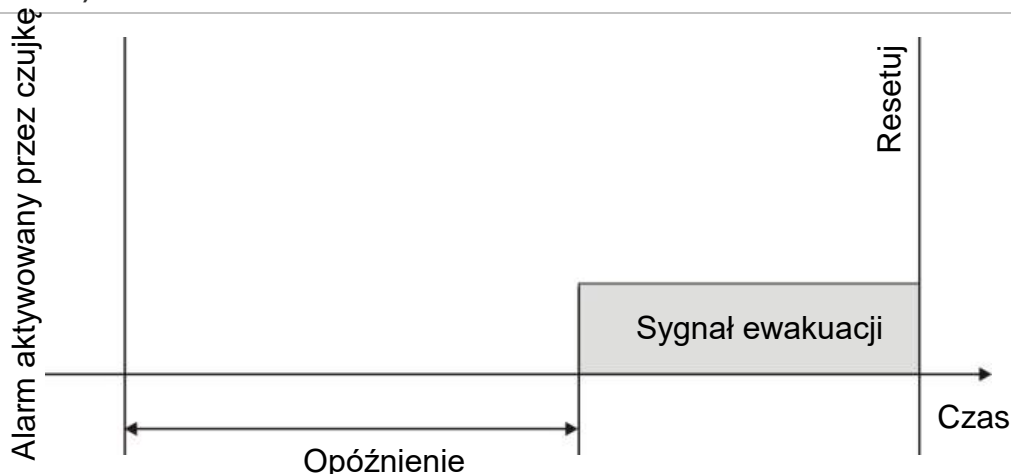 Alarm aktywowany przez czujkę
Resetuj
Sygnał ewakuacji
Czas
Opóźnienie